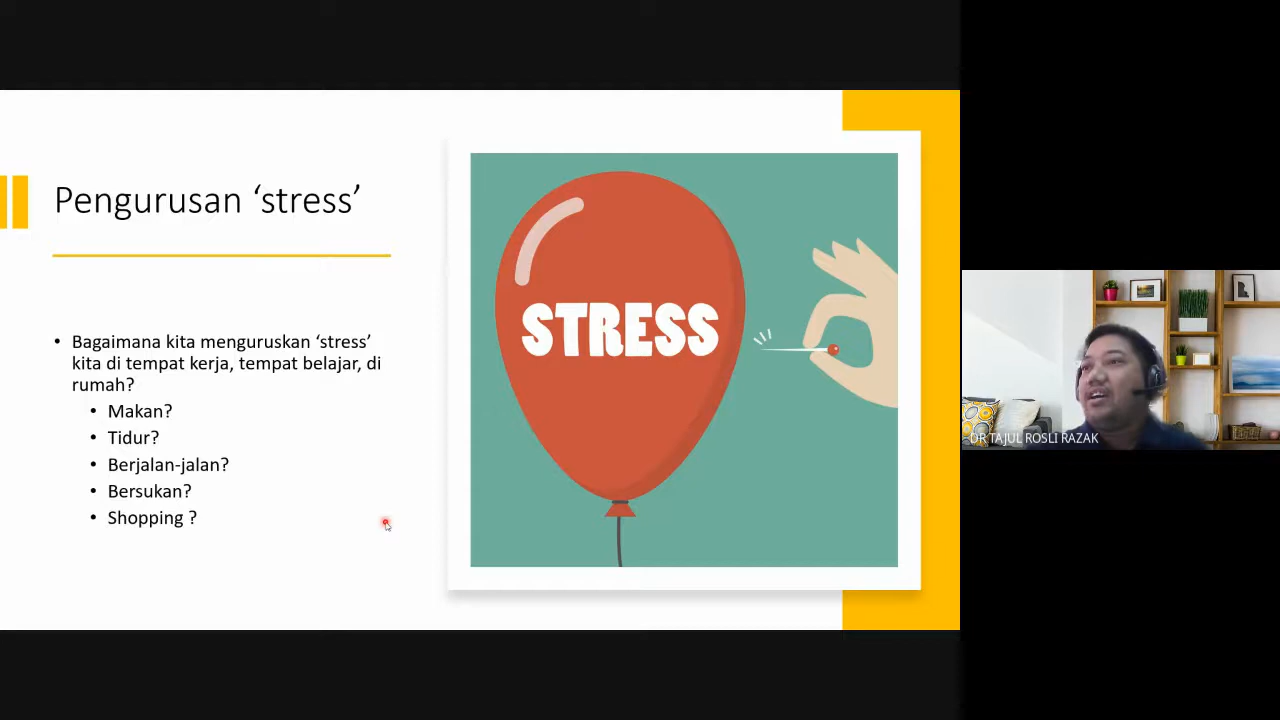 Pengurusan ‘stress’
• Bagaimana kita menguruskan ‘stress’
kita di tempat kerja, tempat belajar, di
rumah?
• Makan?
• Tidur?
• Berjalan-jalan?
• Bersukan?
• Shopping ?
STRESS
DR TAJUL ROSLI RAZAK